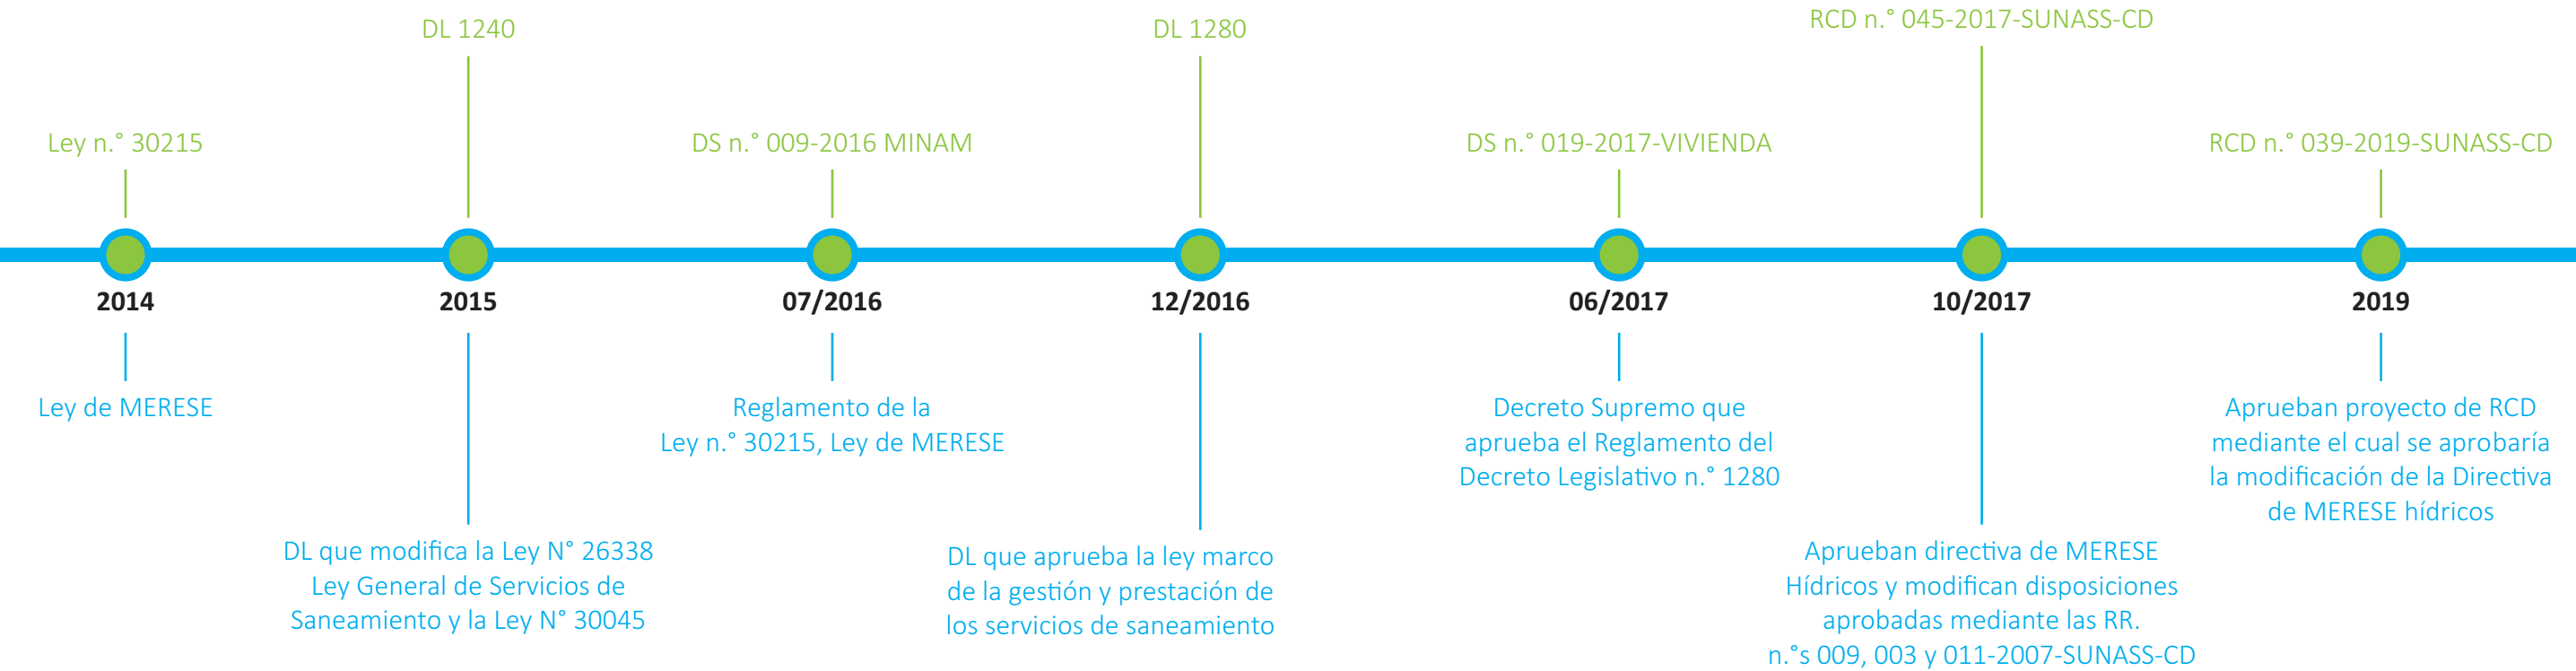 Ley n.° 30215
2014
Ley de MERESE
DL 1240
2015
DL que modifica la Ley N° 26338
Ley General de Servicios de
Saneamiento y la Ley N° 30045
DS n.° 009-2016 MINAM
07/2016
Reglamento de la
Ley n.° 30215, Ley de MERESE
DL 1280
12/2016
DL que aprueba la ley marco
de la gestión y prestación de
los servicios de saneamiento
DS n.° 019-2017-VIVIENDA
06/2017
Decreto Supremo que
aprueba el Reglamento del
Decreto Legislativo n.° 1280
RCD n.° 045-2017-SUNASS-CD
10/2017
Aprueban directiva de MERESE
Hídricos y modifican disposiciones
aprobadas mediante las RR.
n.°s 009, 003 y 011-2007-SUNASS-CD
RCD n.° 039-2019-SUNASS-CD
2019
Aprueban proyecto de RCD
mediante el cual se aprobaría
la modificación de la Directiva
de MERESE hídricos